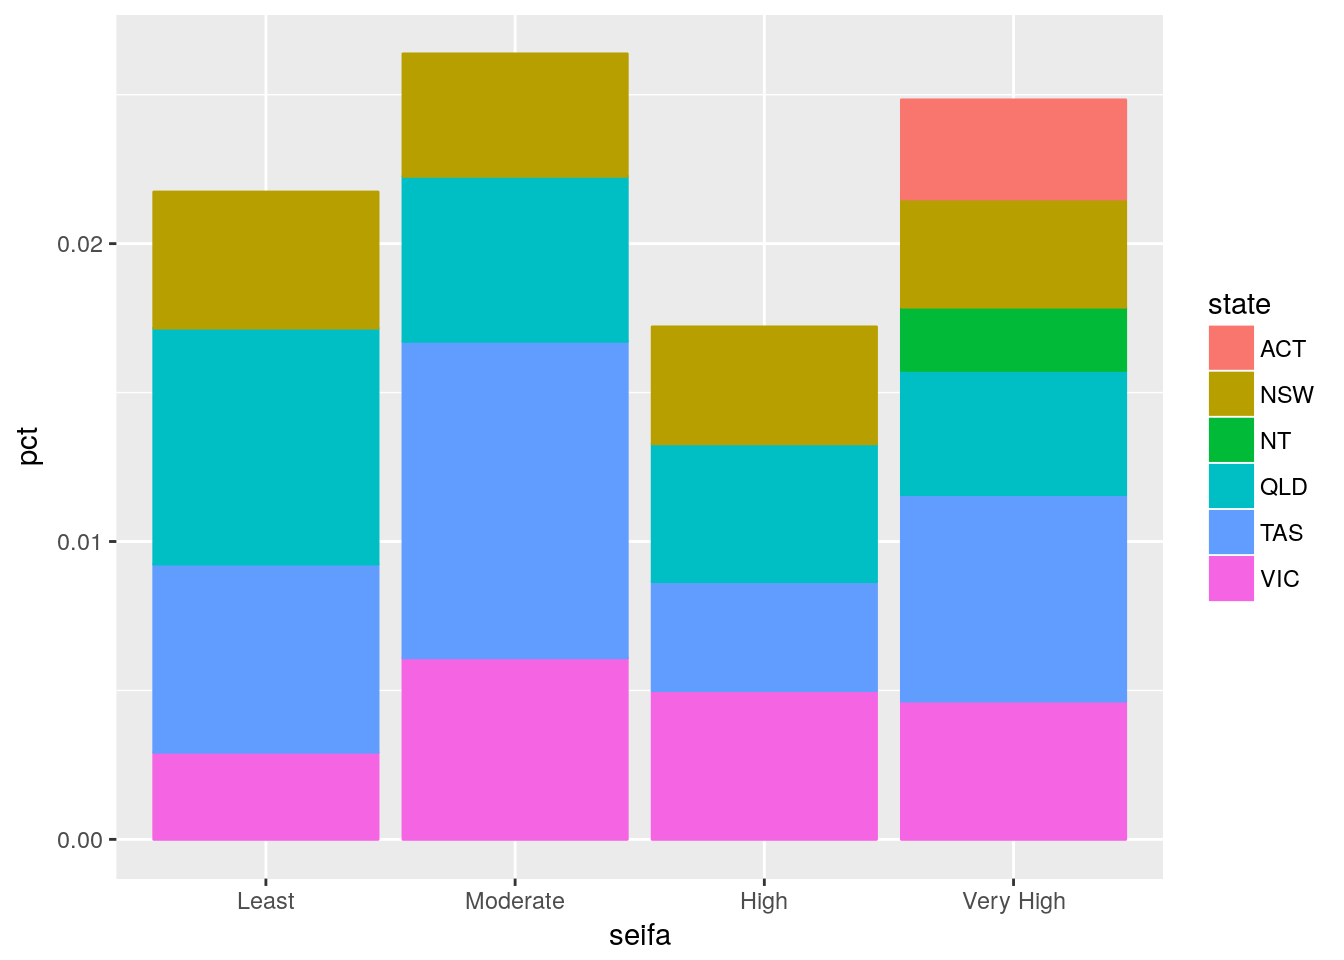 pct
0.02
0.01
0.00
Least
Moderate
High
Very High
seifa
state
ACT
NSW
NT
QLD
TAS
VIC